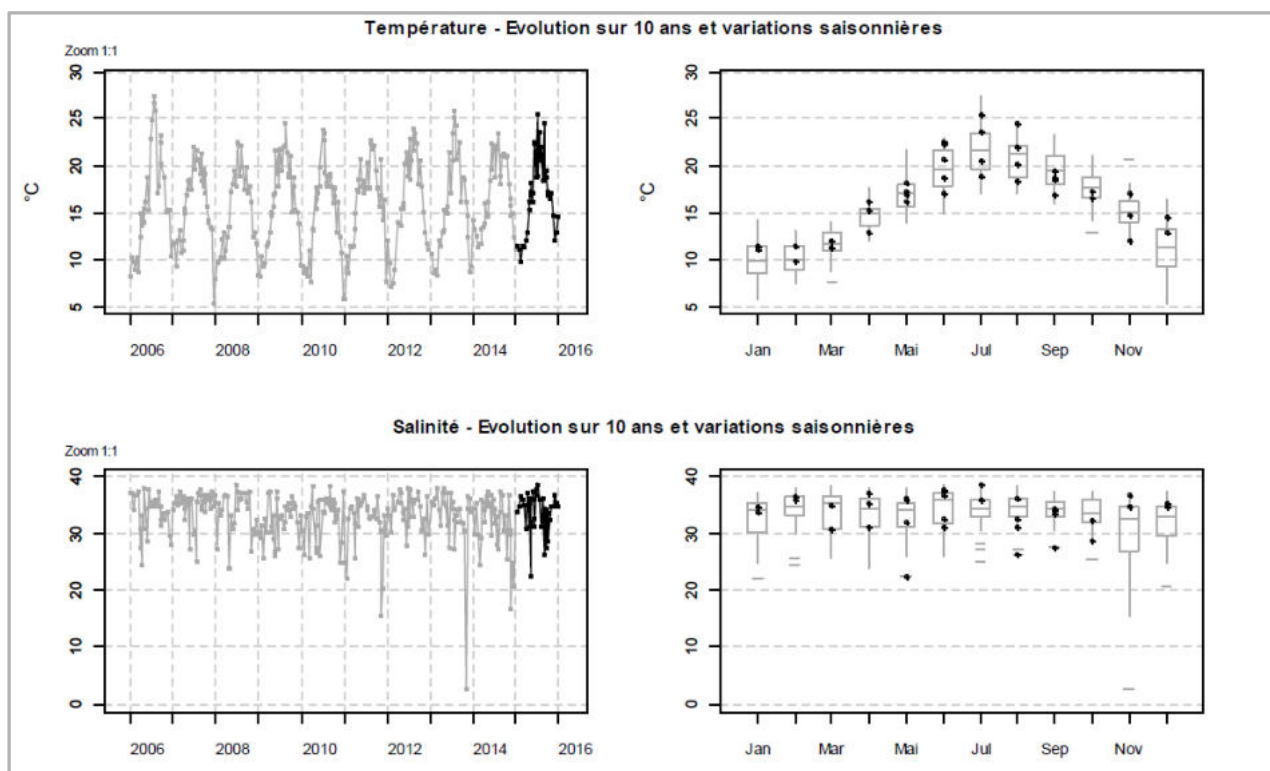 Température - Evolution sur 10 ans et variations saisonnières
Zoom 1:1
°C
30
25
20
15
10
5
2006 2008 2010 2012 2014 2016
°C
30
25
20
15
10
5
Jan Mar Mai Jul Sep Nov
Salinité - Evolution sur 10 ans et variations saisonnières
Zoom 1:1
40
30
20
10
0
2006 2008 2010 2012 2014 2016
40
30
20
10
0
Jan Mar Mai Jul Sep Nov